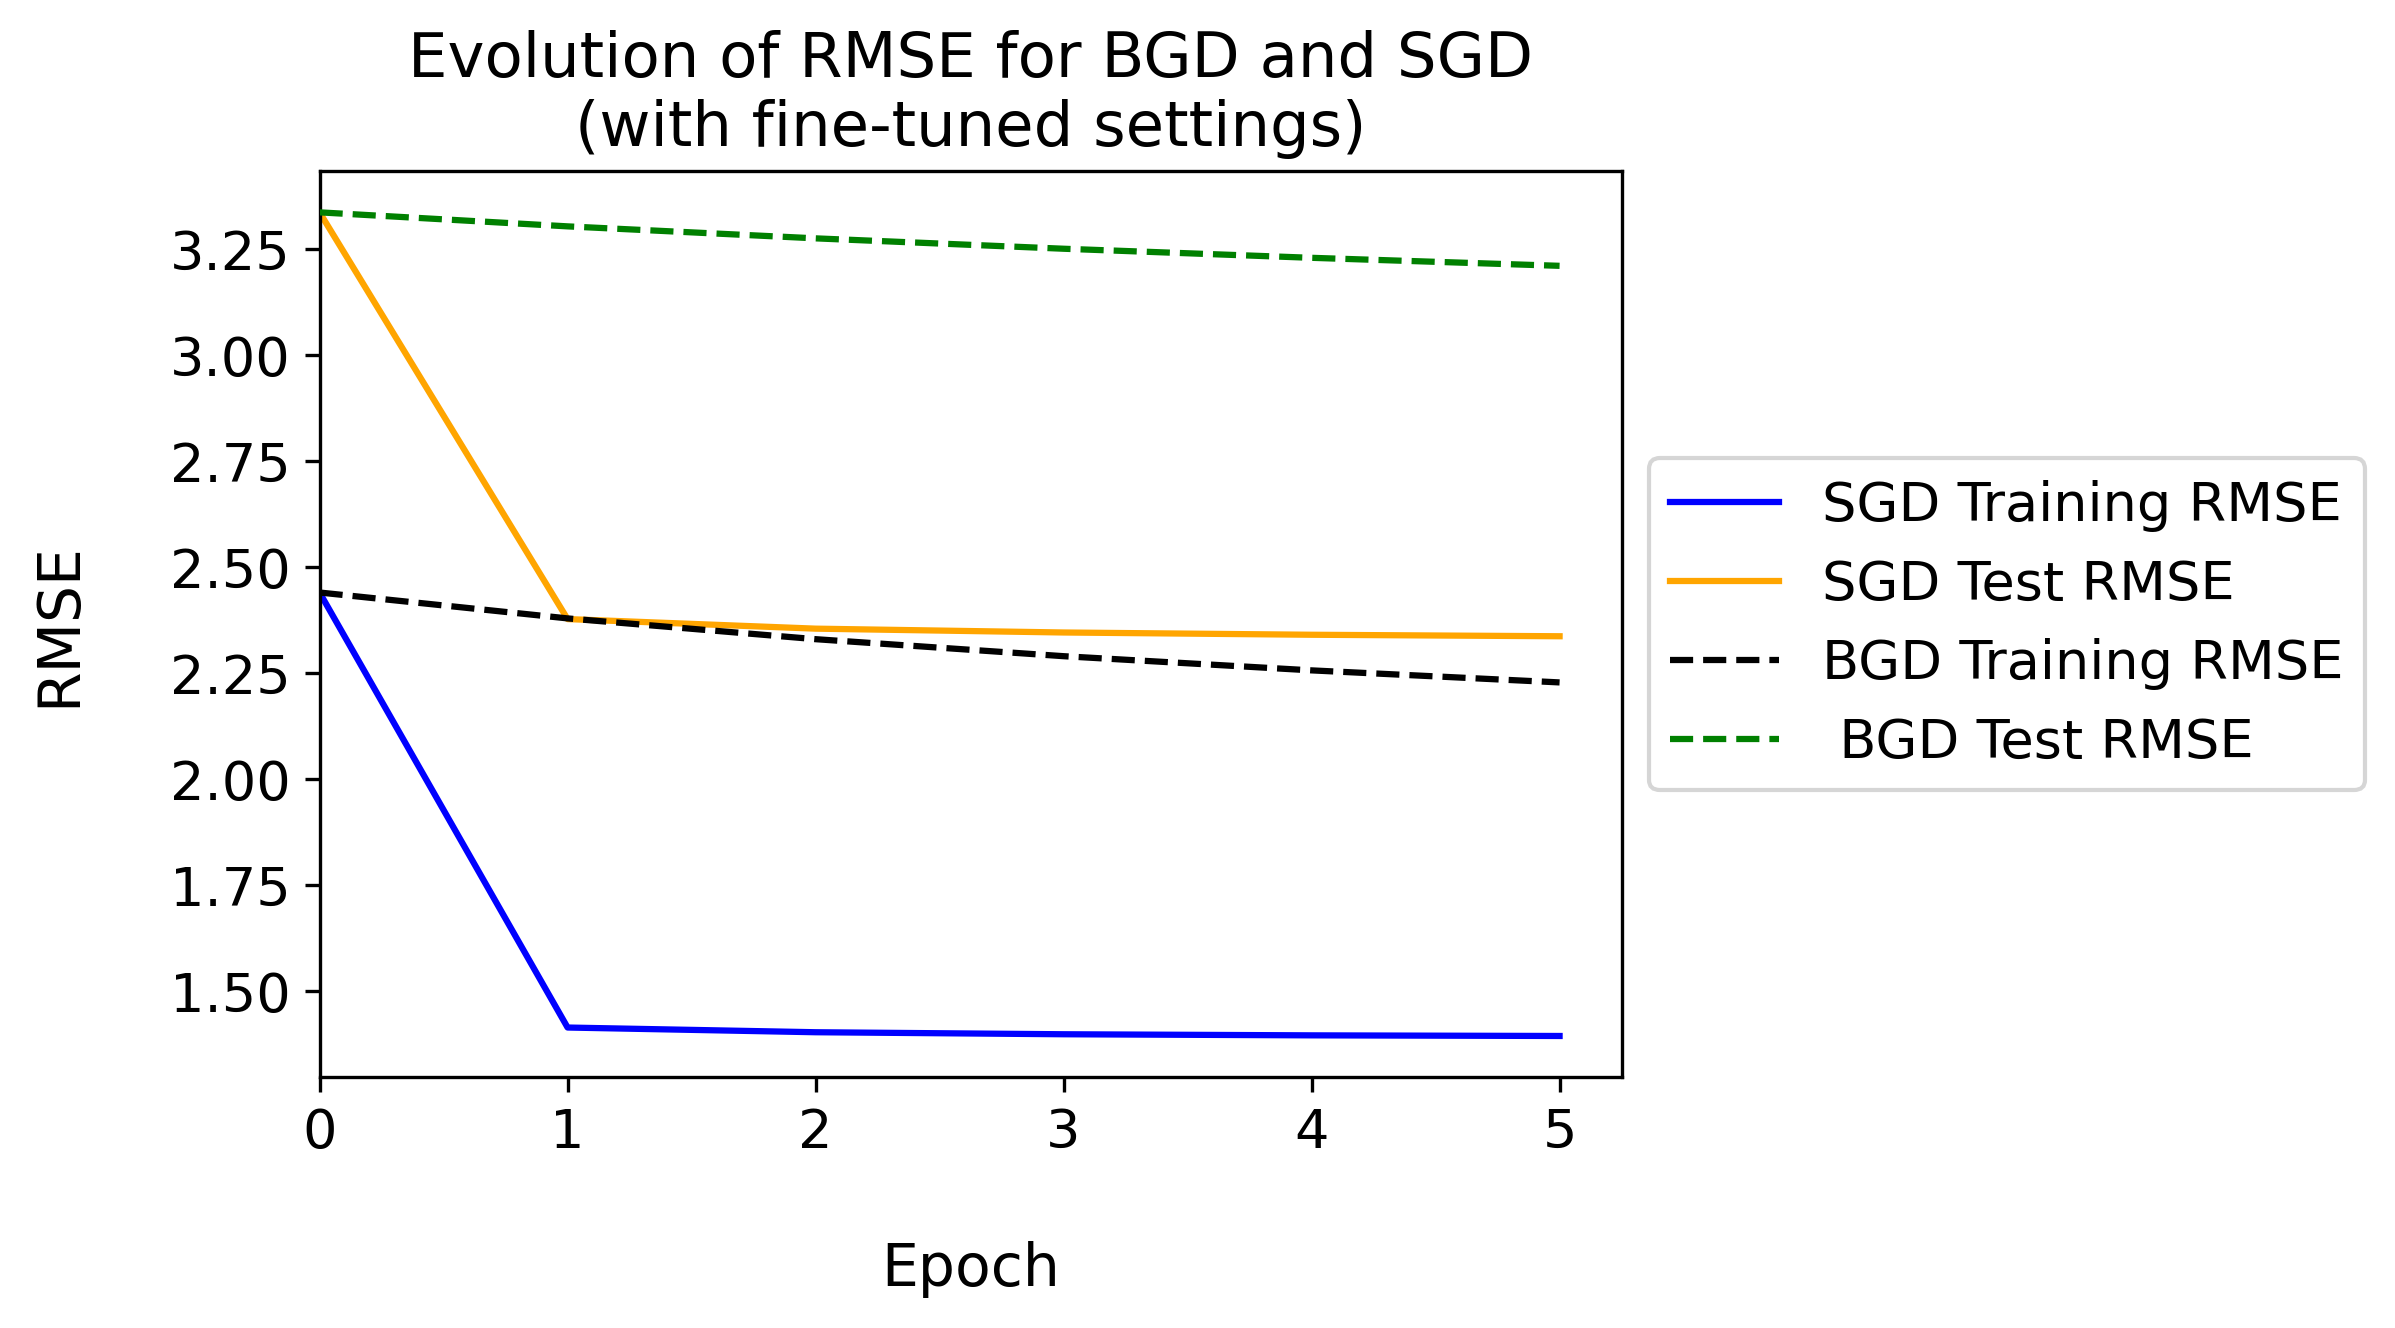 Evolution of RMSE for BGD and SGD
(with fine-tuned settings)
RMSE
3.25
3.00
2.75
2.50
2.25
2.00
1.75
1.50
0 1 2 3 4 5
Epoch
SGD Training RMSE
SGD Test RMSE
BGD Training RMSE
BGD Test RMSE